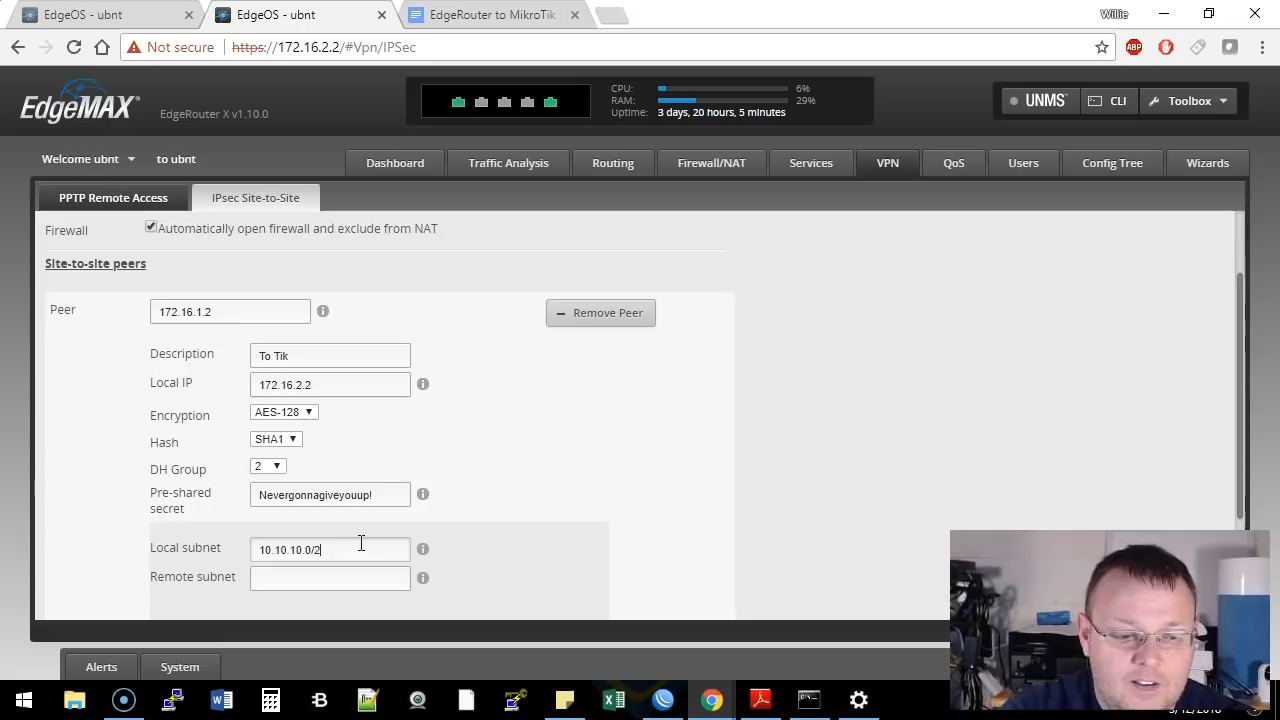 EdgeOS - ubnt
EdgeOS - ubnt
EdgeRouter to MikroTik
Willie
Not secure
https://172.16.2.2/#Vpn/IPSec
ABP
EdgeMAX
EdgeRouter X v1.10.0
CPU: 6%
RAM: 29%
Uptime: 3 days, 20 hours, 5 minutes
UNMS
CLI
Toolbox
Welcome ubnt
to ubnt
Dashboard
Traffic Analysis
Routing
Firewall/NAT
Services
VPN
QoS
Users
Config Tree
Wizards
PPTP Remote Access
IPsec Site-to-Site
Firewall
Automatically open firewall and exclude from NAT
Site-to-site peers
Peer
172.16.1.2
Remove Peer
Description
To Tik
Local IP
172.16.2.2
Encryption
AES-128
Hash
SHA1
DH Group
2
Pre-shared
secret
Nevergonnagiveyouup!
Local subnet
10.10.10.0/2
Remote subnet
Alerts
System